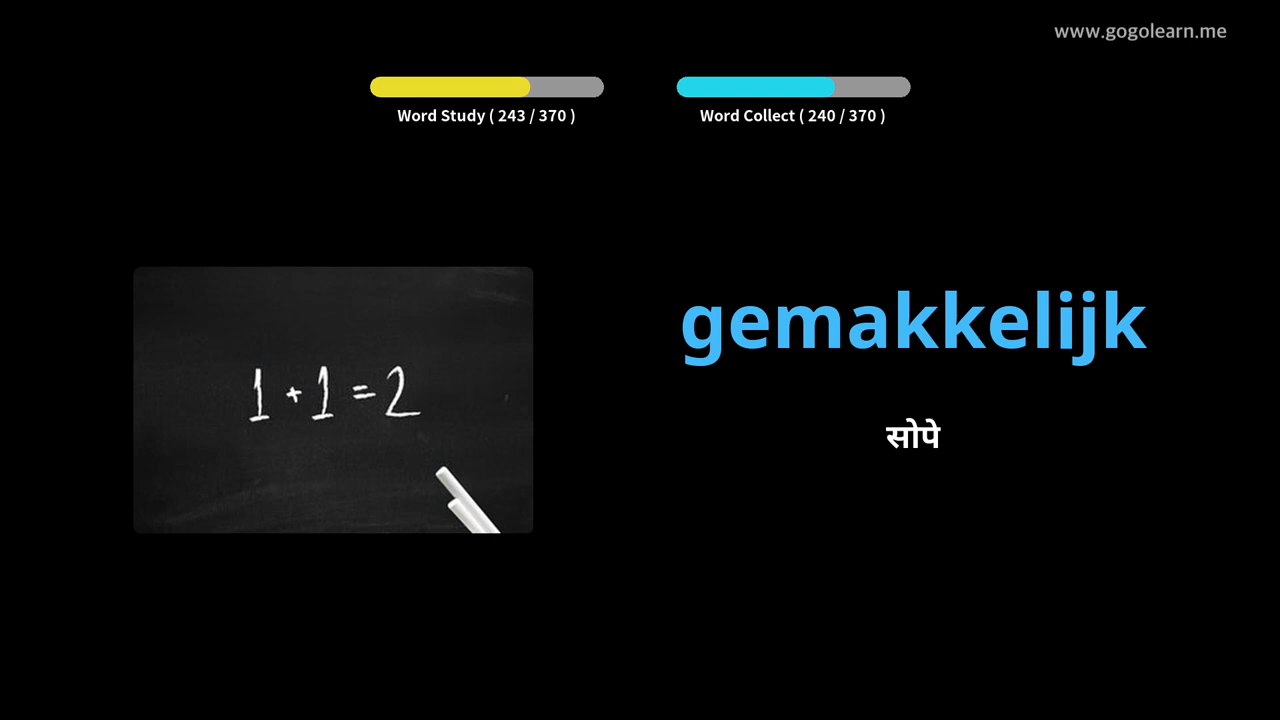 www.gogolearn.me
Word Study ( 243 / 370 )
Word Collect ( 240 / 370 )
gemakkelijk
सोपे
1 + 1 = 2